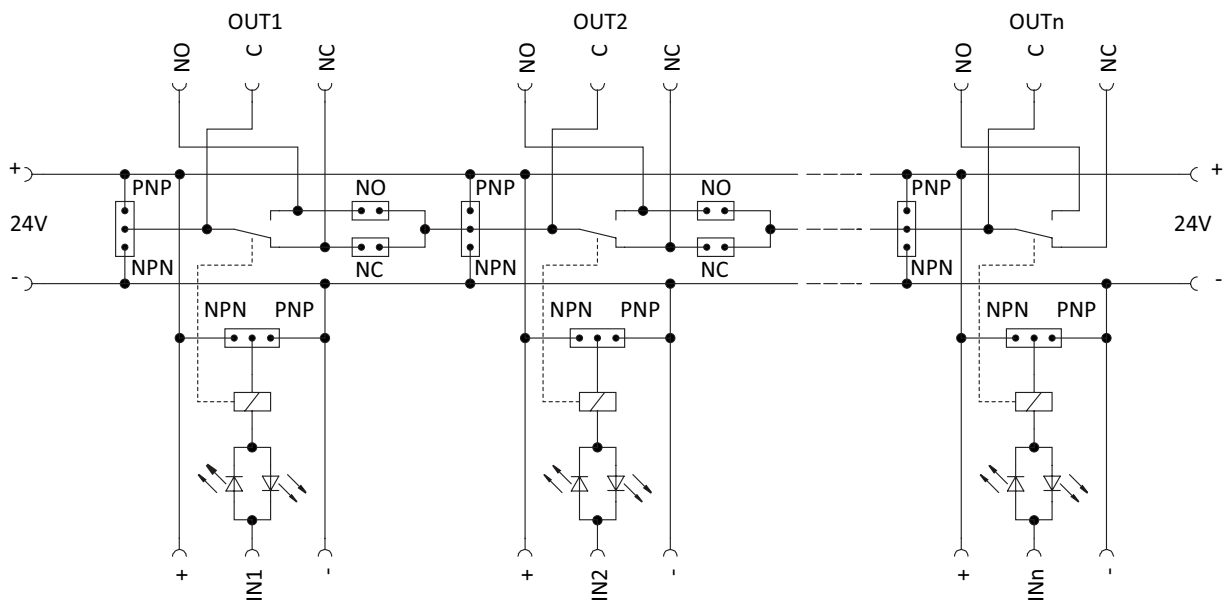 OUT1 OUT2 OUTn
NO C NC NO C NC NO C NC
+ +
PNP NO PNP NO PNP
24V 24V
NPN NC NPN NC NPN
- -
NPN PNP NPN PNP NPN PNP
+ IN1 - + IN2 - + INn -